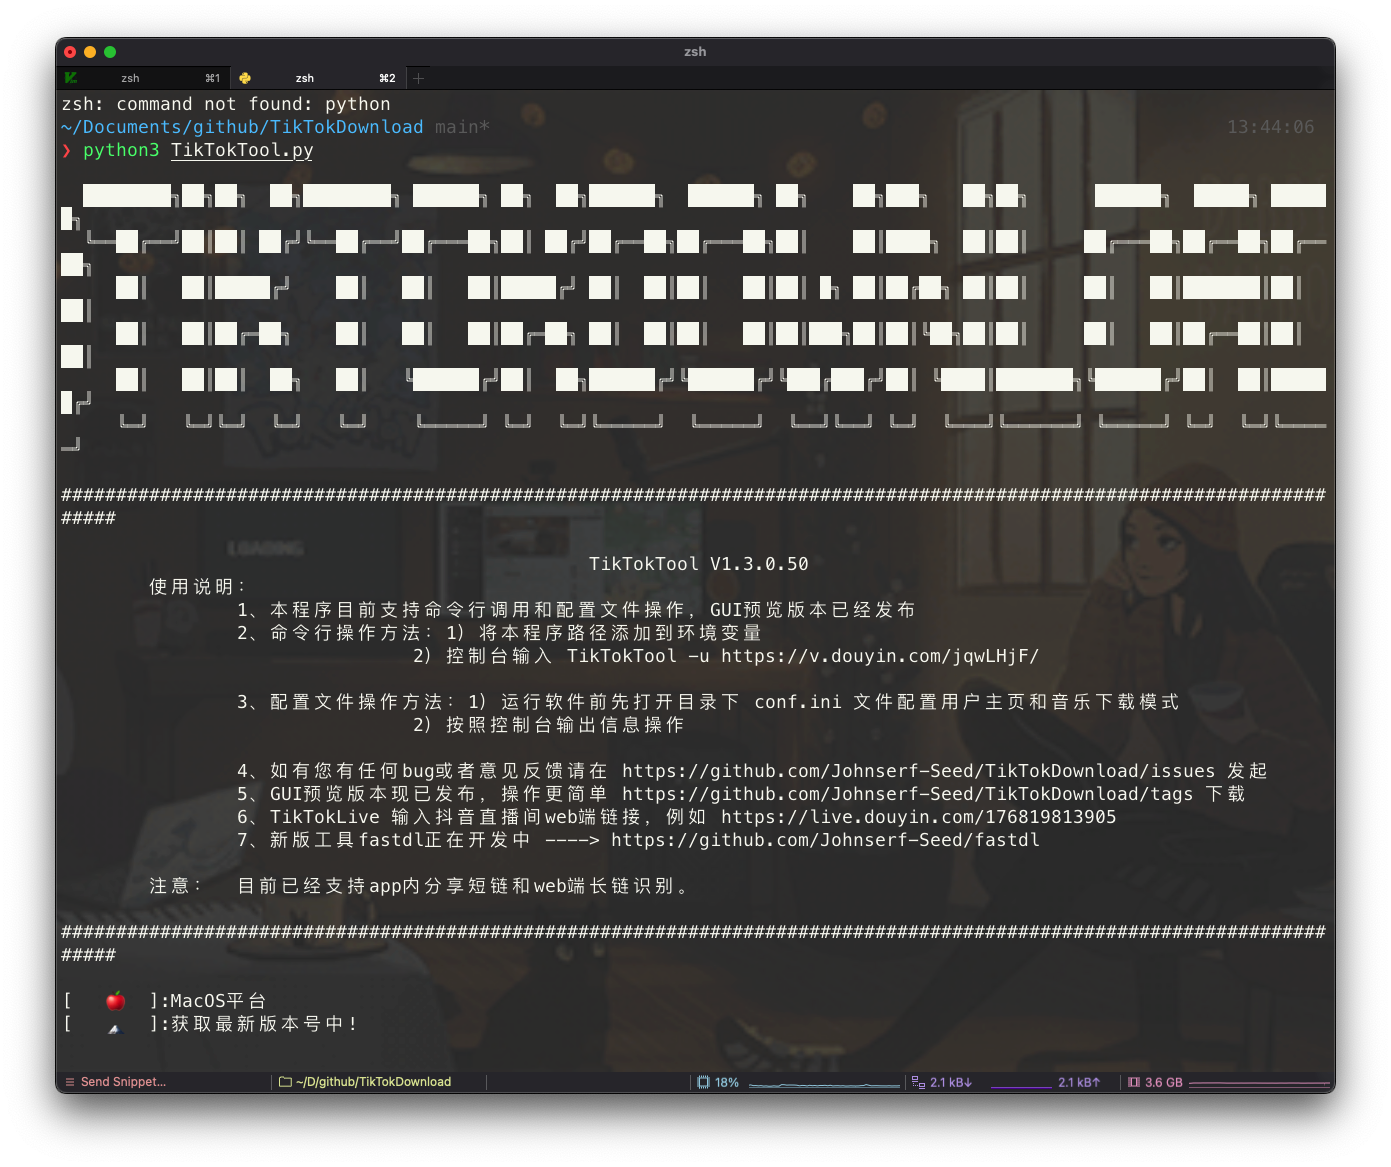 zsh
zsh ⌘1 zsh ⌘2 +
zsh: command not found: python
~/Documents/github/TikTokDownload main* 13:44:06
❯ python3 TikTokTool.py
###################################################################################################################
#####
TikTokTool V1.3.0.50
使用说明：
1、本程序目前支持命令行调用和配置文件操作，GUI预览版本已经发布
2、命令行操作方法：1）将本程序路径添加到环境变量
2）控制台输入 TikTokTool -u https://v.douyin.com/jqwLHjF/
3、配置文件操作方法：1）运行软件前先打开目录下 conf.ini 文件配置用户主页和音乐下载模式
2）按照控制台输出信息操作
4、如有您有任何bug或者意见反馈请在 https://github.com/Johnserf-Seed/TikTokDownload/issues 发起
5、GUI预览版本现已发布，操作更简单 https://github.com/Johnserf-Seed/TikTokDownload/tags 下载
6、TikTokLive 输入抖音直播间web端链接，例如 https://live.douyin.com/176819813905
7、新版工具fastdl正在开发中 ----> https://github.com/Johnserf-Seed/fastdl
注意： 目前已经支持app内分享短链和web端长链识别。
###################################################################################################################
#####
[ 🍎 ]:MacOS平台
[ 🗻 ]:获取最新版本号中！
Send Snippet... ~/D/github/TikTokDownload 18% 2.1 kB↓ 2.1 kB↑ 3.6 GB